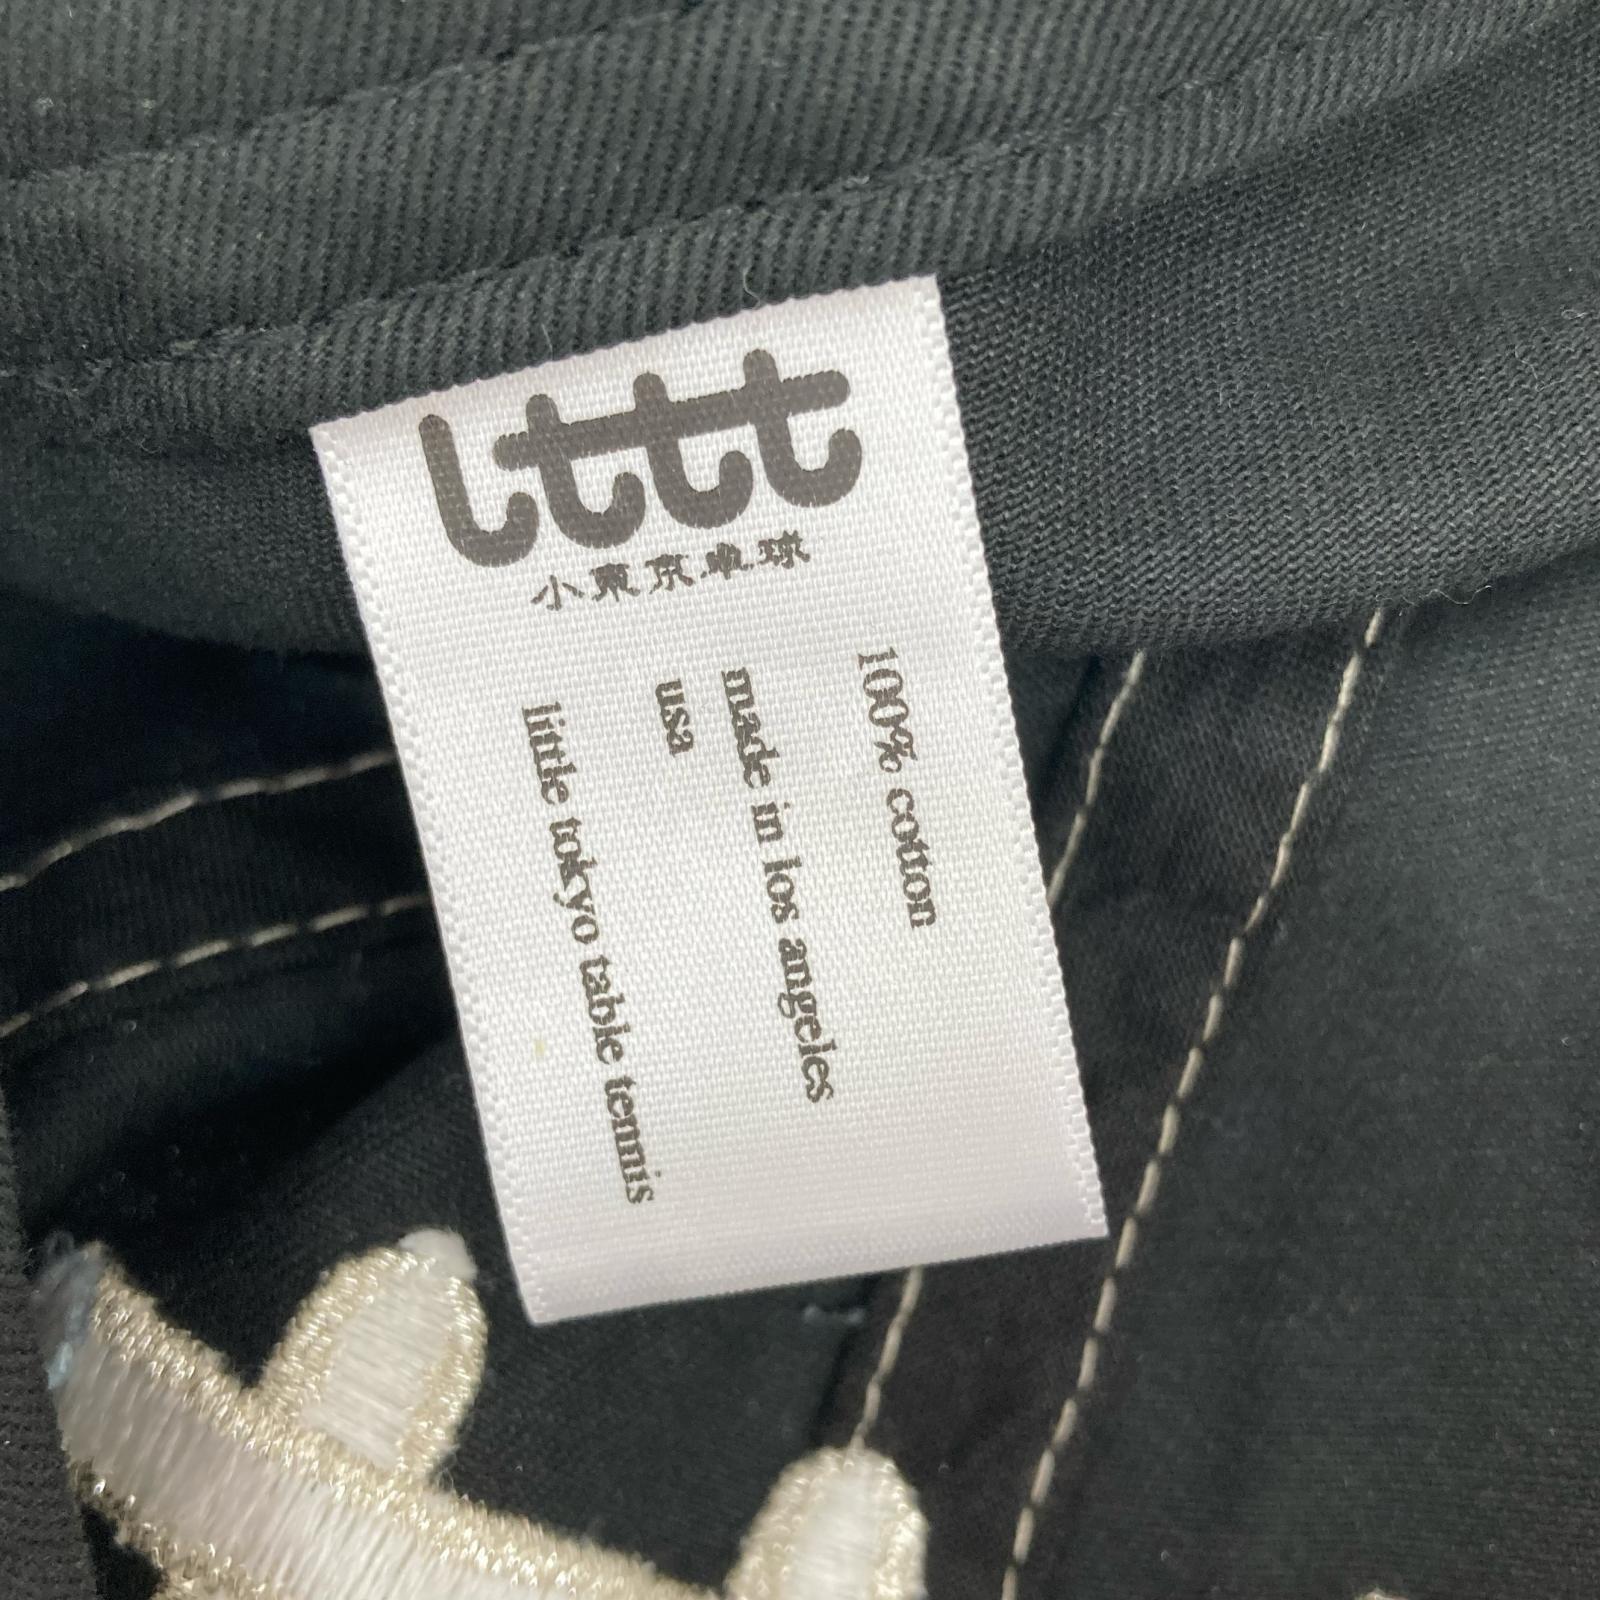 lttt
小東京卓球
100% cotton
made in los angeles
usa
little tokyo table tennis